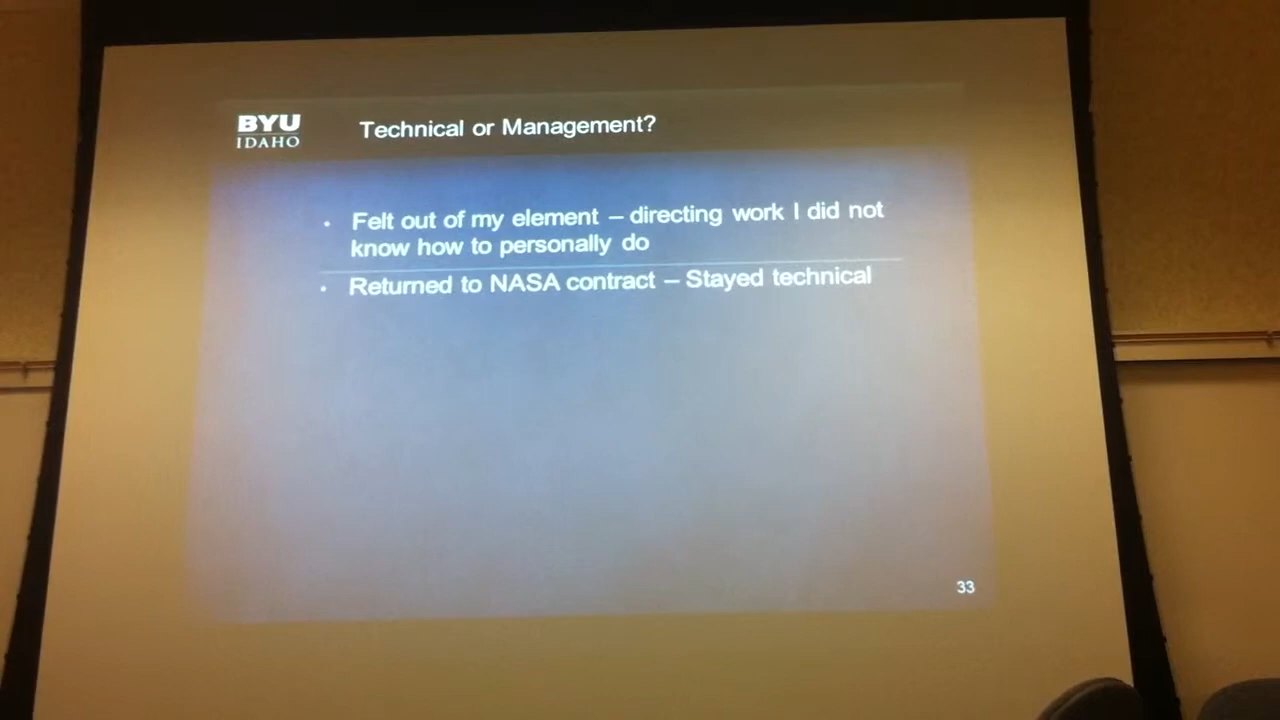 BYU
IDAHO
Technical or Management?
• Felt out of my element – directing work I did not
know how to personally do
• Returned to NASA contract – Stayed technical
33